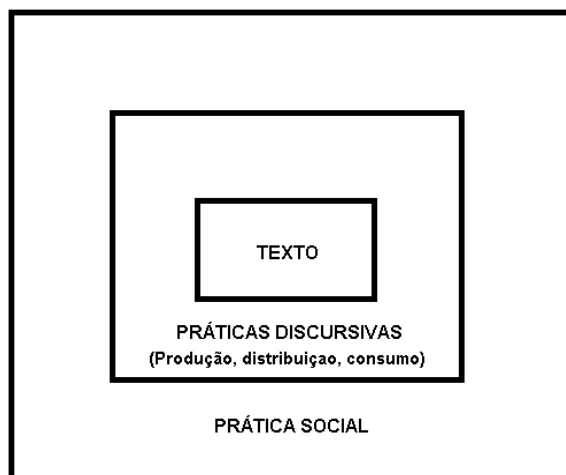 TEXTO
PRÁTICAS DISCURSIVAS
(Produção, distribuiçao, consumo)
PRÁTICA SOCIAL